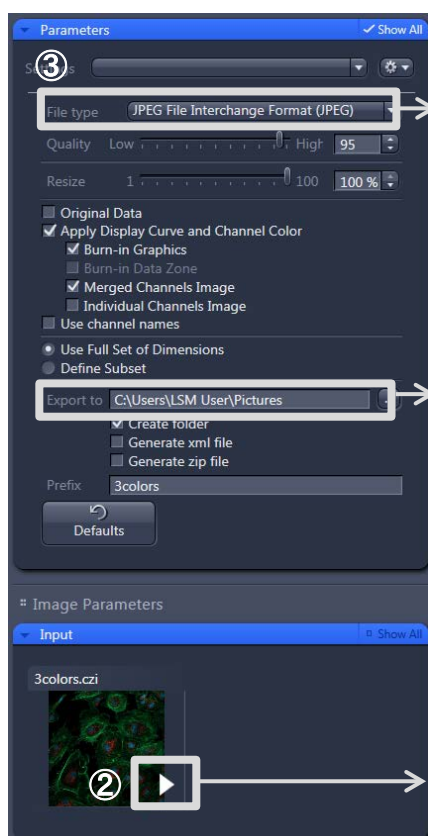 Parameters Show All
③
File type JPEG File Interchange Format (JPEG)
Quality Low High 95
Resize 1 100 100 %
Original Data
Apply Display Curve and Channel Color
Burn-in Graphics
Burn-in Data Zone
Merged Channels Image
Individual Channels Image
Use channel names
Use Full Set of Dimensions
Define Subset
Export to C:\Users\LSM User\Pictures
Create folder
Generate xml file
Generate zip file
Prefix 3colors
Defaults
Image Parameters
Input Show All
3colors.czi
②